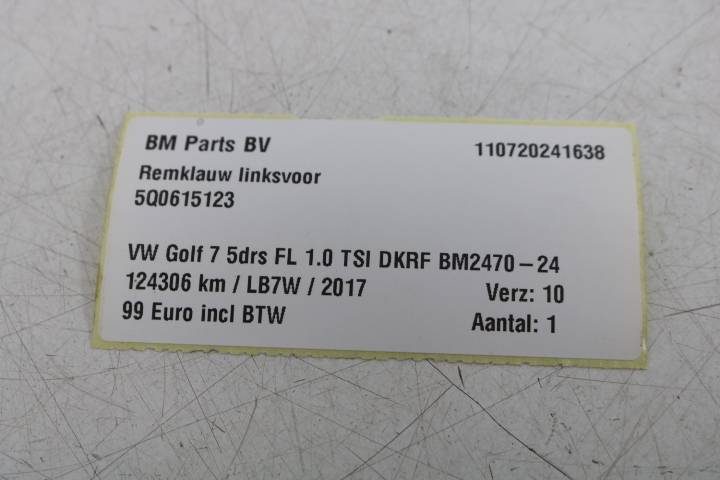 BM Parts BV 110720241638
Remklauw linksvoor
5Q0615123
VW Golf 7 5drs FL 1.0 TSI DKRF BM2470-24
124306 km / LB7W / 2017 Verz: 10
99 Euro incl BTW Aantal: 1